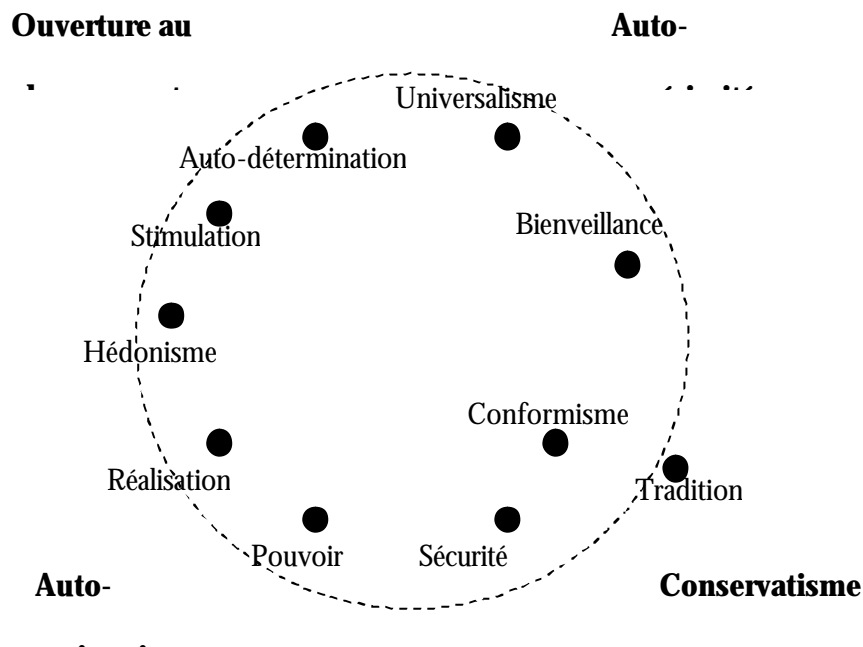 Ouverture au
Auto-
Universalisme
Auto-détermination
Stimulation
Bienveillance
Hédonisme
Conformisme
Réalisation
Tradition
Pouvoir
Sécurité
Auto-
Conservatisme